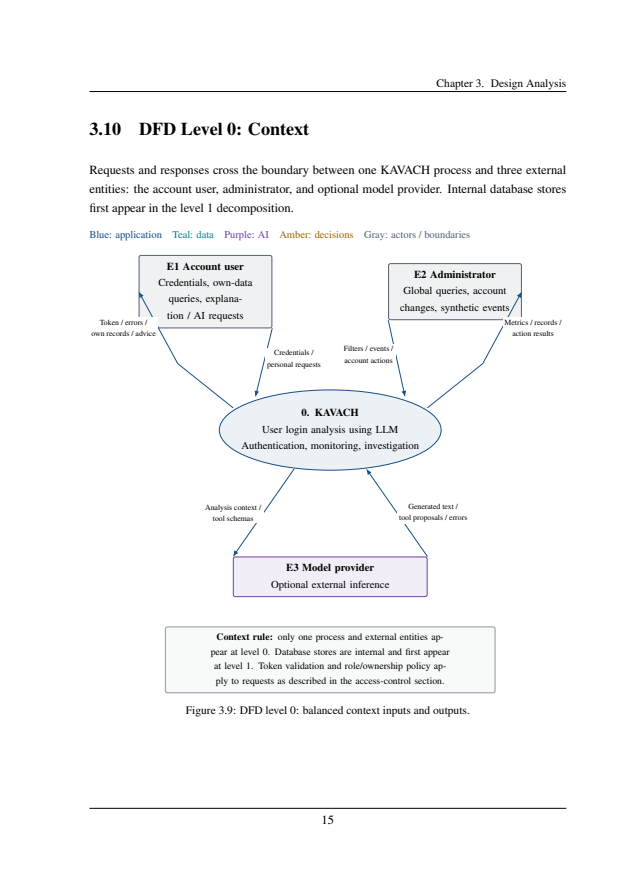 Chapter 3. Design Analysis
3.10 DFD Level 0: Context
Requests and responses cross the boundary between one KAVACH process and three external
entities: the account user, administrator, and optional model provider. Internal database stores
first appear in the level 1 decomposition.
Blue: application Teal: data Purple: AI Amber: decisions Gray: actors / boundaries
E1 Account user
Credentials, own-data
queries, explana-
tion / AI requests
E2 Administrator
Global queries, account
changes, synthetic events
Token / errors /
own records / advice
Credentials /
personal requests
Filters / events /
account actions
Metrics / records /
action results
0. KAVACH
User login analysis using LLM
Authentication, monitoring, investigation
Analysis context /
tool schemas
Generated text /
tool proposals / errors
E3 Model provider
Optional external inference
Context rule: only one process and external entities ap-
pear at level 0. Database stores are internal and first appear
at level 1. Token validation and role/ownership policy ap-
ply to requests as described in the access-control section.
Figure 3.9: DFD level 0: balanced context inputs and outputs.
15